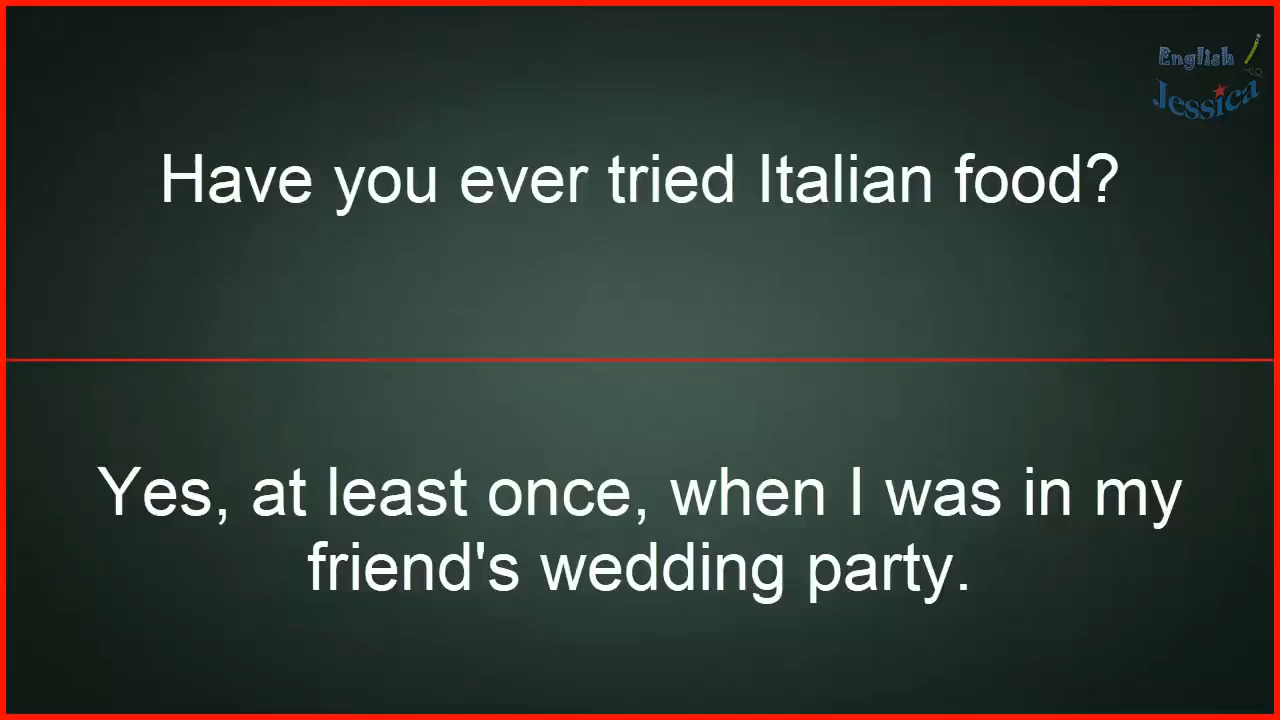 English
Jessica
Have you ever tried Italian food?
Yes, at least once, when I was in my
friend's wedding party.